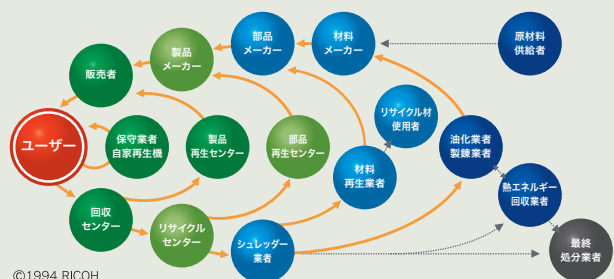 部品
メーカー
材料
メーカー
原材料
供給者
製品
メーカー
販売者
リサイクル材
使用者
ユーザー
保守業者
自家再生機
製品
再生センター
部品
再生センター
材料
再生業者
油化業者
製錬業者
熱エネルギー
回収業者
回収
センター
リサイクル
センター
シュレッダー
業者
最終
処分業者
©1994 RICOH